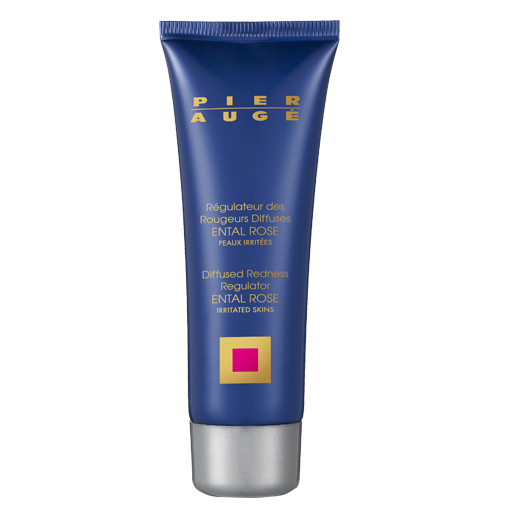 PIER
AUGÉ
Régulateur des
Rougeurs Diffuses
ENTAL ROSE
PEAUX IRRITÉES
Diffused Redness
Regulator
ENTAL ROSE
IRRITATED SKINS